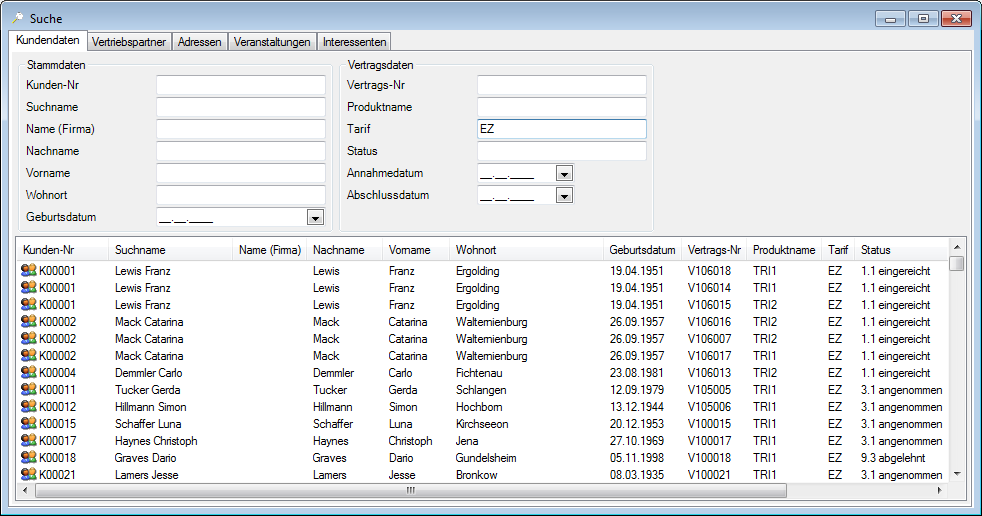 Suche
Kundendaten Vertriebspartner Adressen Veranstaltungen Interessenten
Stammdaten Vertragsdaten
Kunden-Nr Vertrags-Nr
Suchname Produktname
Name (Firma) Tarif EZ
Nachname Status
Vorname Annahmedatum __.__.____
Wohnort Abschlussdatum __.__.____
Geburtsdatum __.__.____
Kunden-Nr Suchname Name (Firma) Nachname Vorname Wohnort Geburtsdatum Vertrags-Nr Produktname Tarif Status
K00001 Lewis Franz Lewis Franz Ergolding 19.04.1951 V106018 TRI1 EZ 1.1 eingereicht
K00001 Lewis Franz Lewis Franz Ergolding 19.04.1951 V106014 TRI1 EZ 1.1 eingereicht
K00001 Lewis Franz Lewis Franz Ergolding 19.04.1951 V106015 TRI2 EZ 1.1 eingereicht
K00002 Mack Catarina Mack Catarina Walternienburg 26.09.1957 V106016 TRI2 EZ 1.1 eingereicht
K00002 Mack Catarina Mack Catarina Walternienburg 26.09.1957 V106007 TRI2 EZ 1.1 eingereicht
K00002 Mack Catarina Mack Catarina Walternienburg 26.09.1957 V106017 TRI1 EZ 1.1 eingereicht
K00004 Demmler Carlo Demmler Carlo Fichtenau 23.08.1981 V106013 TRI2 EZ 1.1 eingereicht
K00011 Tucker Gerda Tucker Gerda Schlangen 12.09.1979 V105005 TRI1 EZ 3.1 angenommen
K00012 Hillmann Simon Hillmann Simon Hochborn 13.12.1944 V105006 TRI1 EZ 3.1 angenommen
K00015 Schaffer Luna Schaffer Luna Kirchseeon 20.12.1953 V100015 TRI1 EZ 3.1 angenommen
K00017 Haynes Christoph Haynes Christoph Jena 27.10.1969 V100017 TRI1 EZ 3.1 angenommen
K00018 Graves Dario Graves Dario Gundelsheim 05.11.1998 V100018 TRI1 EZ 9.3 abgelehnt
K00021 Lamers Jesse Lamers Jesse Bronkow 08.03.1935 V100021 TRI1 EZ 3.1 angenommen